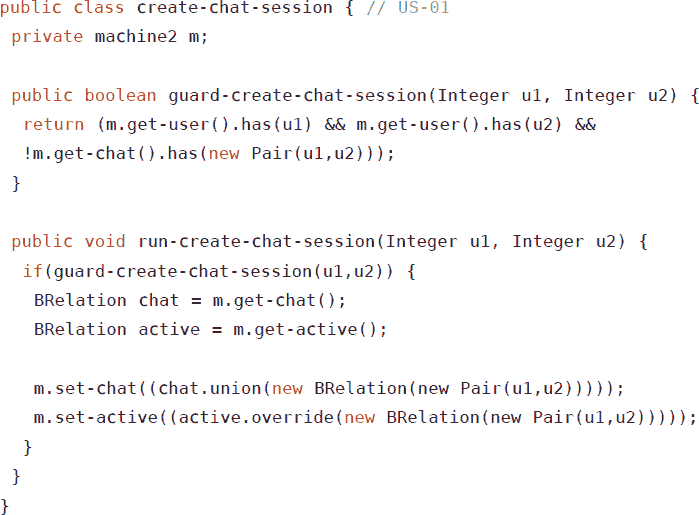 public class create-chat-session { // US-01
private machine2 m;
public boolean guard-create-chat-session(Integer u1, Integer u2) {
return (m.get-user().has(u1) && m.get-user().has(u2) &&
!m.get-chat().has(new Pair(u1,u2)));
}
public void run-create-chat-session(Integer u1, Integer u2) {
if(guard-create-chat-session(u1,u2)) {
BRelation chat = m.get-chat();
BRelation active = m.get-active();
m.set-chat((chat.union(new BRelation(new Pair(u1,u2)))));
m.set-active((active.override(new BRelation(new Pair(u1,u2)))));
}
}
}